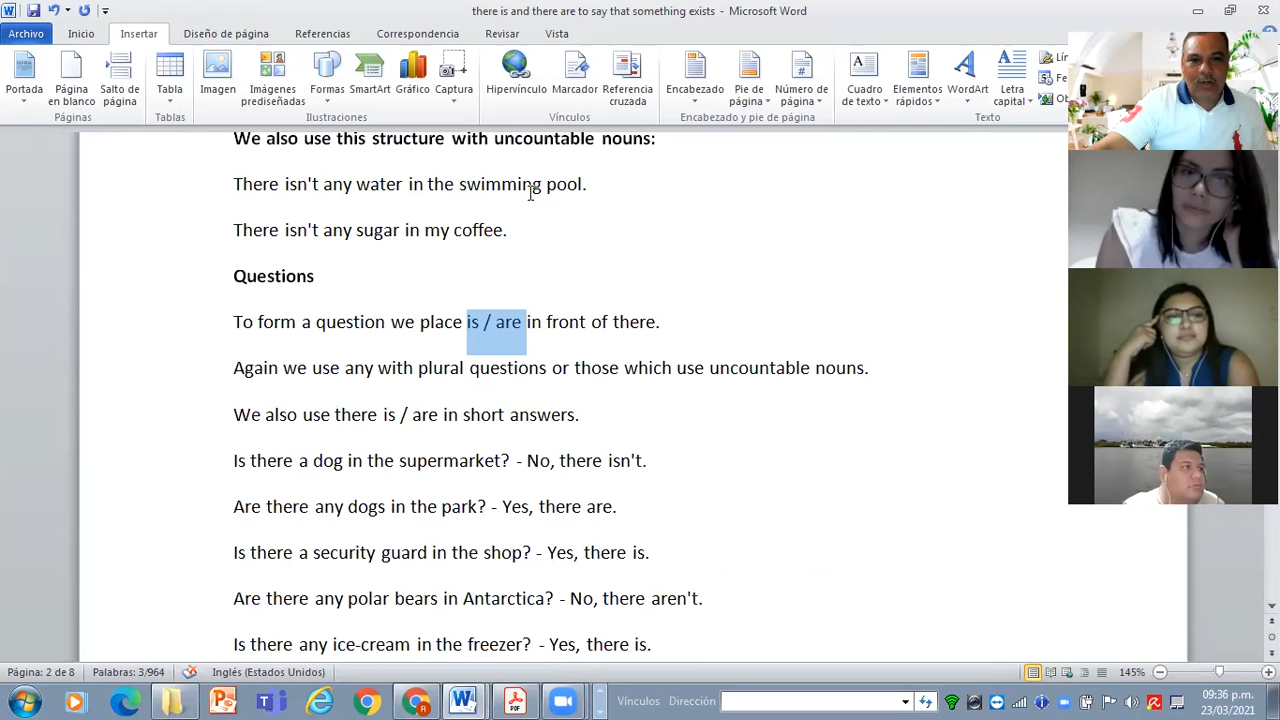 there is and there are to say that something exists - Microsoft Word
Archivo Inicio Insertar Diseño de página Referencias Correspondencia Revisar Vista
Portada
Página en blanco
Salto de página
Tabla
Imagen
Imágenes prediseñadas
Formas
SmartArt
Gráfico
Captura
Hipervínculo
Marcador
Referencia cruzada
Encabezado
Pie de página
Número de página
Cuadro de texto
Elementos rápidos
WordArt
Letra capital
Páginas Tablas Ilustraciones Vínculos Encabezado y pie de página Texto
We also use this structure with uncountable nouns:
There isn't any water in the swimming pool.
There isn't any sugar in my coffee.
Questions
To form a question we place is / are in front of there.
Again we use any with plural questions or those which use uncountable nouns.
We also use there is / are in short answers.
Is there a dog in the supermarket? - No, there isn't.
Are there any dogs in the park? - Yes, there are.
Is there a security guard in the shop? - Yes, there is.
Are there any polar bears in Antarctica? - No, there aren't.
Is there any ice-cream in the freezer? - Yes, there is.
Página: 2 de 8 Palabras: 3/964 Inglés (Estados Unidos) 145%
Vínculos Dirección
09:36 p.m.
23/03/2021